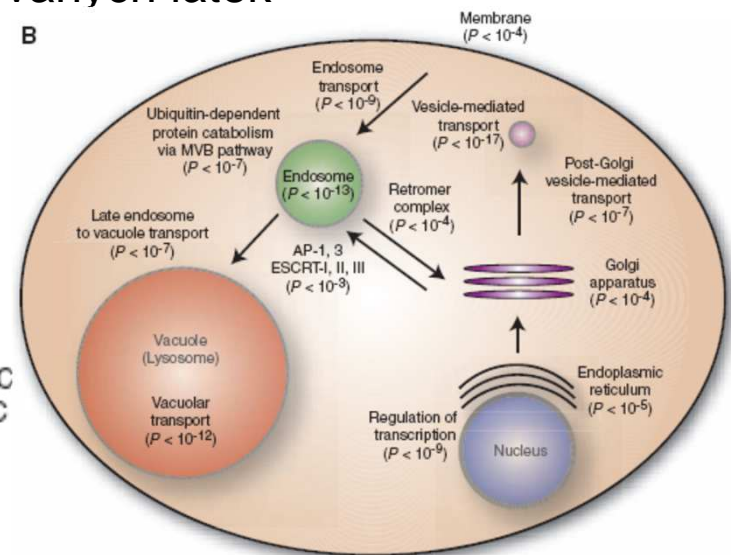 B
Membrane
(P < 10-4)
Endosome
transport
(P < 10-9)
Ubiquitin-dependent
protein catabolism
via MVB pathway
(P < 10-7)
Vesicle-mediated
transport
(P < 10-17)
Post-Golgi
vesicle-mediated
transport
(P < 10-7)
Endosome
(P < 10-13)
Retromer
complex
(P < 10-4)
Late endosome
to vacuole transport
(P < 10-7)
AP-1, 3
ESCRT-I, II, III
(P < 10-3)
Golgi
apparatus
(P < 10-4)
Vacuole
(Lysosome)
Vacuolar
transport
(P < 10-12)
Endoplasmic
reticulum
(P < 10-5)
Regulation of
transcription
(P < 10-9)
Nucleus